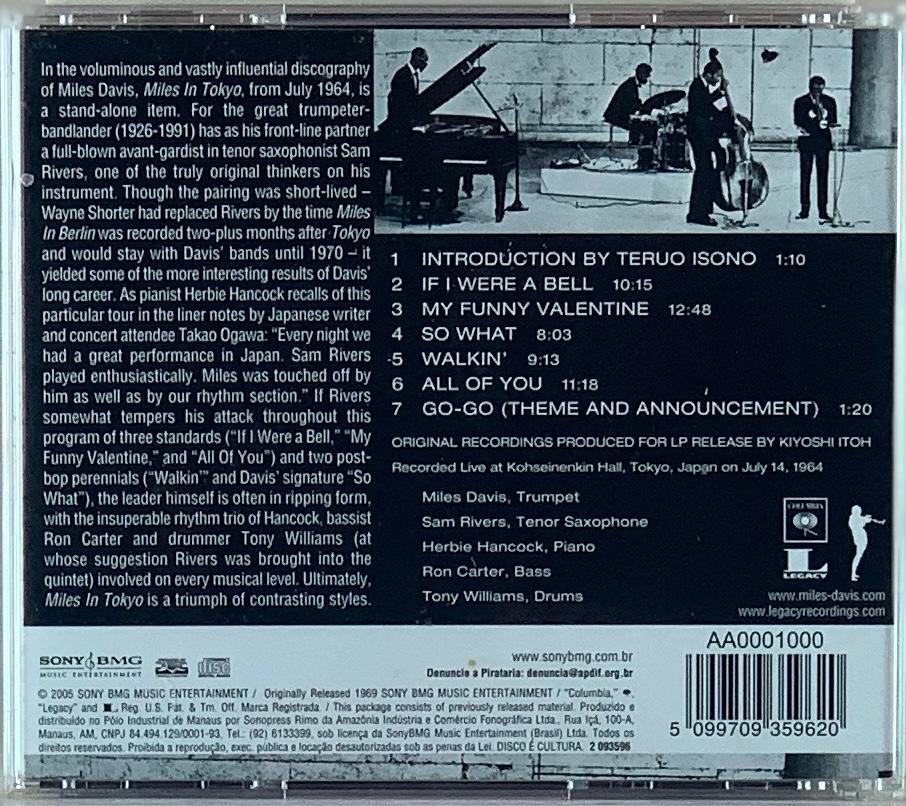 In the voluminous and vastly influential discography
of Miles Davis, Miles In Tokyo, from July 1964, is
a stand-alone item. For the great trumpeter-
bandlander (1926-1991) has as his front-line partner
a full-blown avant-gardist in tenor saxophonist Sam
Rivers, one of the truly original thinkers on his
instrument. Though the pairing was short-lived –
Wayne Shorter had replaced Rivers by the time Miles
In Berlin was recorded two-plus months after Tokyo
and would stay with Davis' bands until 1970 – it
yielded some of the more interesting results of Davis'
long career. As pianist Herbie Hancock recalls of this
particular tour in the liner notes by Japanese writer
and concert attendee Takao Ogawa: "Every night we
had a great performance in Japan. Sam Rivers
played enthusiastically. Miles was touched off by
him as well as by our rhythm section." If Rivers
somewhat tempers his attack throughout this
program of three standards ("If I Were a Bell," "My
Funny Valentine," and "All Of You") and two post-
bop perennials ("Walkin'" and Davis' signature "So
What"), the leader himself is often in ripping form,
with the insuperable rhythm trio of Hancock, bassist
Ron Carter and drummer Tony Williams (at
whose suggestion Rivers was brought into the
quintet) involved on every musical level. Ultimately,
Miles In Tokyo is a triumph of contrasting styles.
1 INTRODUCTION BY TERUO ISONO 1:10
2 IF I WERE A BELL 10:15
3 MY FUNNY VALENTINE 12:48
4 SO WHAT 8:03
5 WALKIN' 9:13
6 ALL OF YOU 11:18
7 GO-GO (THEME AND ANNOUNCEMENT) 1:20
ORIGINAL RECORDINGS PRODUCED FOR LP RELEASE BY KIYOSHI ITOH
Recorded Live at Kohseinenkin Hall, Tokyo, Japan on July 14, 1964
Miles Davis, Trumpet
Sam Rivers, Tenor Saxophone
Herbie Hancock, Piano
Ron Carter, Bass
Tony Williams, Drums
COLUMBIA
L
LEGACY
www.miles-davis.com
www.legacyrecordings.com
SONY BMG
MUSIC ENTERTAINMENT
disc
www.sonybmg.com.br
Denuncie a Pirataria: denuncia@apdif.org.br
© 2005 SONY BMG MUSIC ENTERTAINMENT / Originally Released 1969 SONY BMG MUSIC ENTERTAINMENT / "Columbia,"
"Legacy" and L Reg. U.S. Pat. & Tm. Off. Marca Registrada. / This package consists of previously released material. Produzido e
distribuído no Pólo Industrial de Manaus por Sonopress Rimo da Amazônia Indústria e Comércio Fonográfica Ltda., Rua Içá, 100-A,
Manaus, AM, CNPJ 84.494.129/0001-93, Tel.: (92) 6133399, sob licença da SonyBMG Music Entertainment (Brasil) Ltda. Todos os
direitos reservados. Proibida a reprodução, exec. pública e locação desautorizadas sob as penas da Lei. DISCO É CULTURA. 2 093596
AA0001000
5 099709 359620